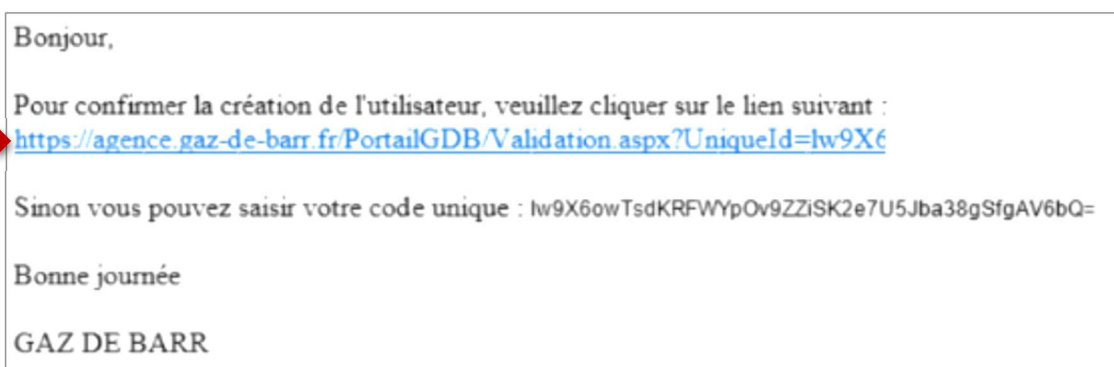 Bonjour,
Pour confirmer la création de l'utilisateur, veuillez cliquer sur le lien suivant :
https://agence.gaz-de-barr.fr/PortailGDB/Validation.aspx?UniqueId=lw9X6
Sinon vous pouvez saisir votre code unique : lw9X6owTsdKRFWYpOv9ZZiSK2e7U5Jba38gSfgAV6bQ=
Bonne journée
GAZ DE BARR